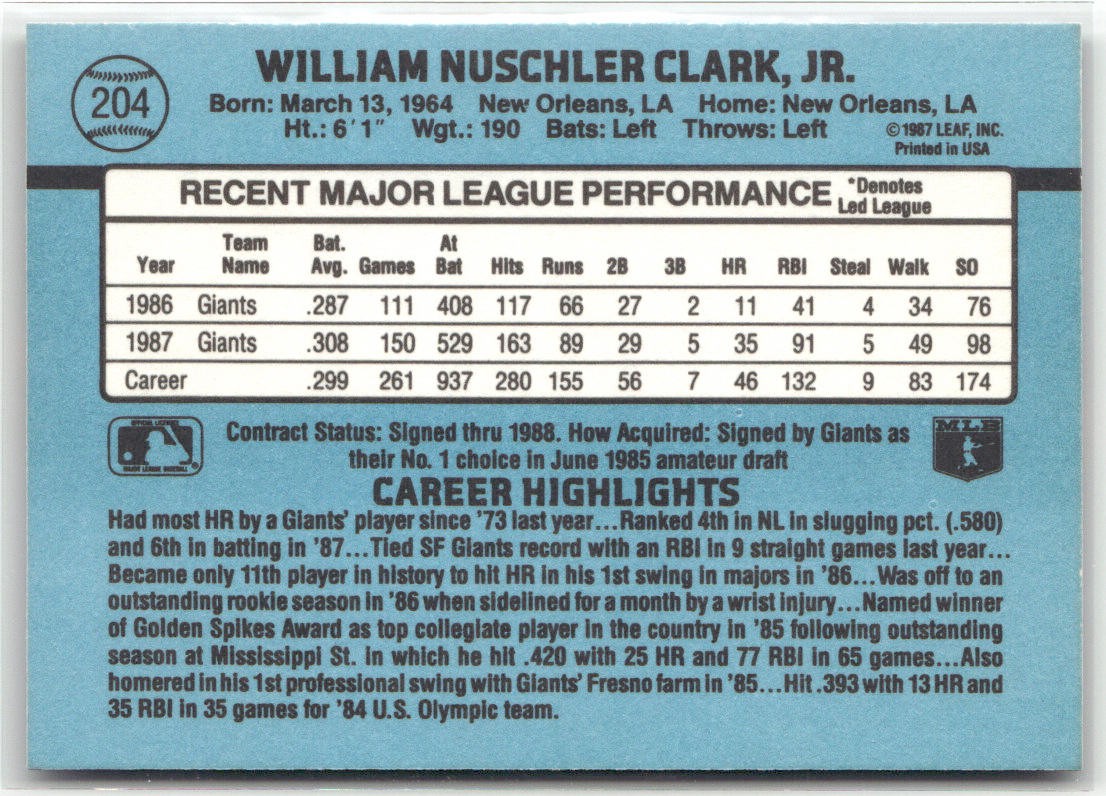 WILLIAM NUSCHLER CLARK, JR.
204
Born: March 13, 1964 New Orleans, LA Home: New Orleans, LA
Ht.: 6'1" Wgt.: 190 Bats: Left Throws: Left
©1987 LEAF, INC.
Printed in USA
RECENT MAJOR LEAGUE PERFORMANCE *Denotes
Led League
Year Team Name Bat. Avg. Games At Bat Hits Runs 2B 3B HR RBI Steal Walk SO
1986 Giants .287 111 408 117 66 27 2 11 41 4 34 76
1987 Giants .308 150 529 163 89 29 5 35 91 5 49 98
Career .299 261 937 280 155 56 7 46 132 9 83 174
OFFICIAL LICENSEE
MAJOR LEAGUE BASEBALL
Contract Status: Signed thru 1988. How Acquired: Signed by Giants as
their No. 1 choice in June 1985 amateur draft
MLB
CAREER HIGHLIGHTS
Had most HR by a Giants' player since '73 last year...Ranked 4th in NL in slugging pct. (.580)
and 6th in batting in '87...Tied SF Giants record with an RBI in 9 straight games last year...
Became only 11th player in history to hit HR in his 1st swing in majors in '86...Was off to an
outstanding rookie season in '86 when sidelined for a month by a wrist injury...Named winner
of Golden Spikes Award as top collegiate player in the country in '85 following outstanding
season at Mississippi St. in which he hit .420 with 25 HR and 77 RBI in 65 games...Also
homered in his 1st professional swing with Giants' Fresno farm in '85...Hit .393 with 13 HR and
35 RBI in 35 games for '84 U.S. Olympic team.